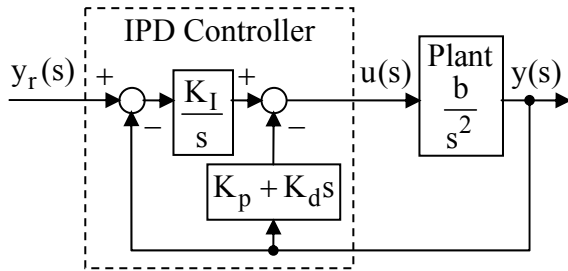 IPD Controller
y_r(s)
+
−
K_I
s
+
−
K_p + K_d s
u(s)
Plant
b
s^2
y(s)